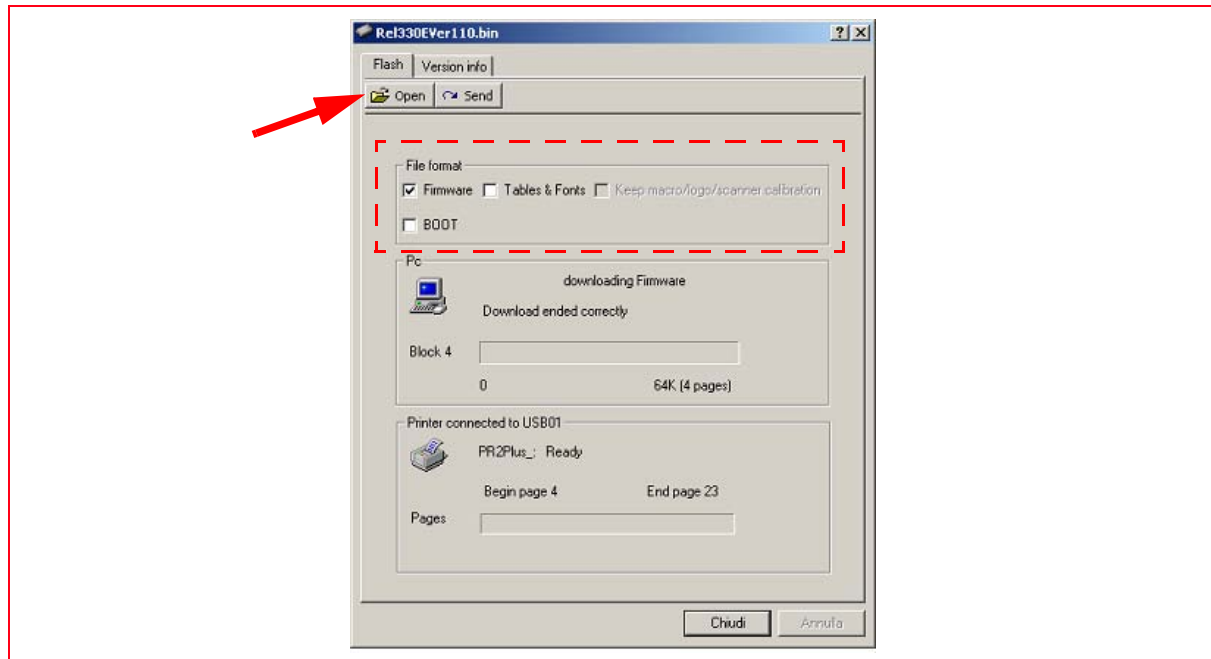 Rel330EVer110.bin
Flash Version info
Open Send
File format
Firmware Tables & Fonts Keep macro/logo/scanner calibration
BOOT
Pc
downloading Firmware
Download ended correctly
Block 4
0 64K (4 pages)
Printer connected to USB01
PR2Plus_; Ready
Begin page 4 End page 23
Pages
Chiudi Annulla